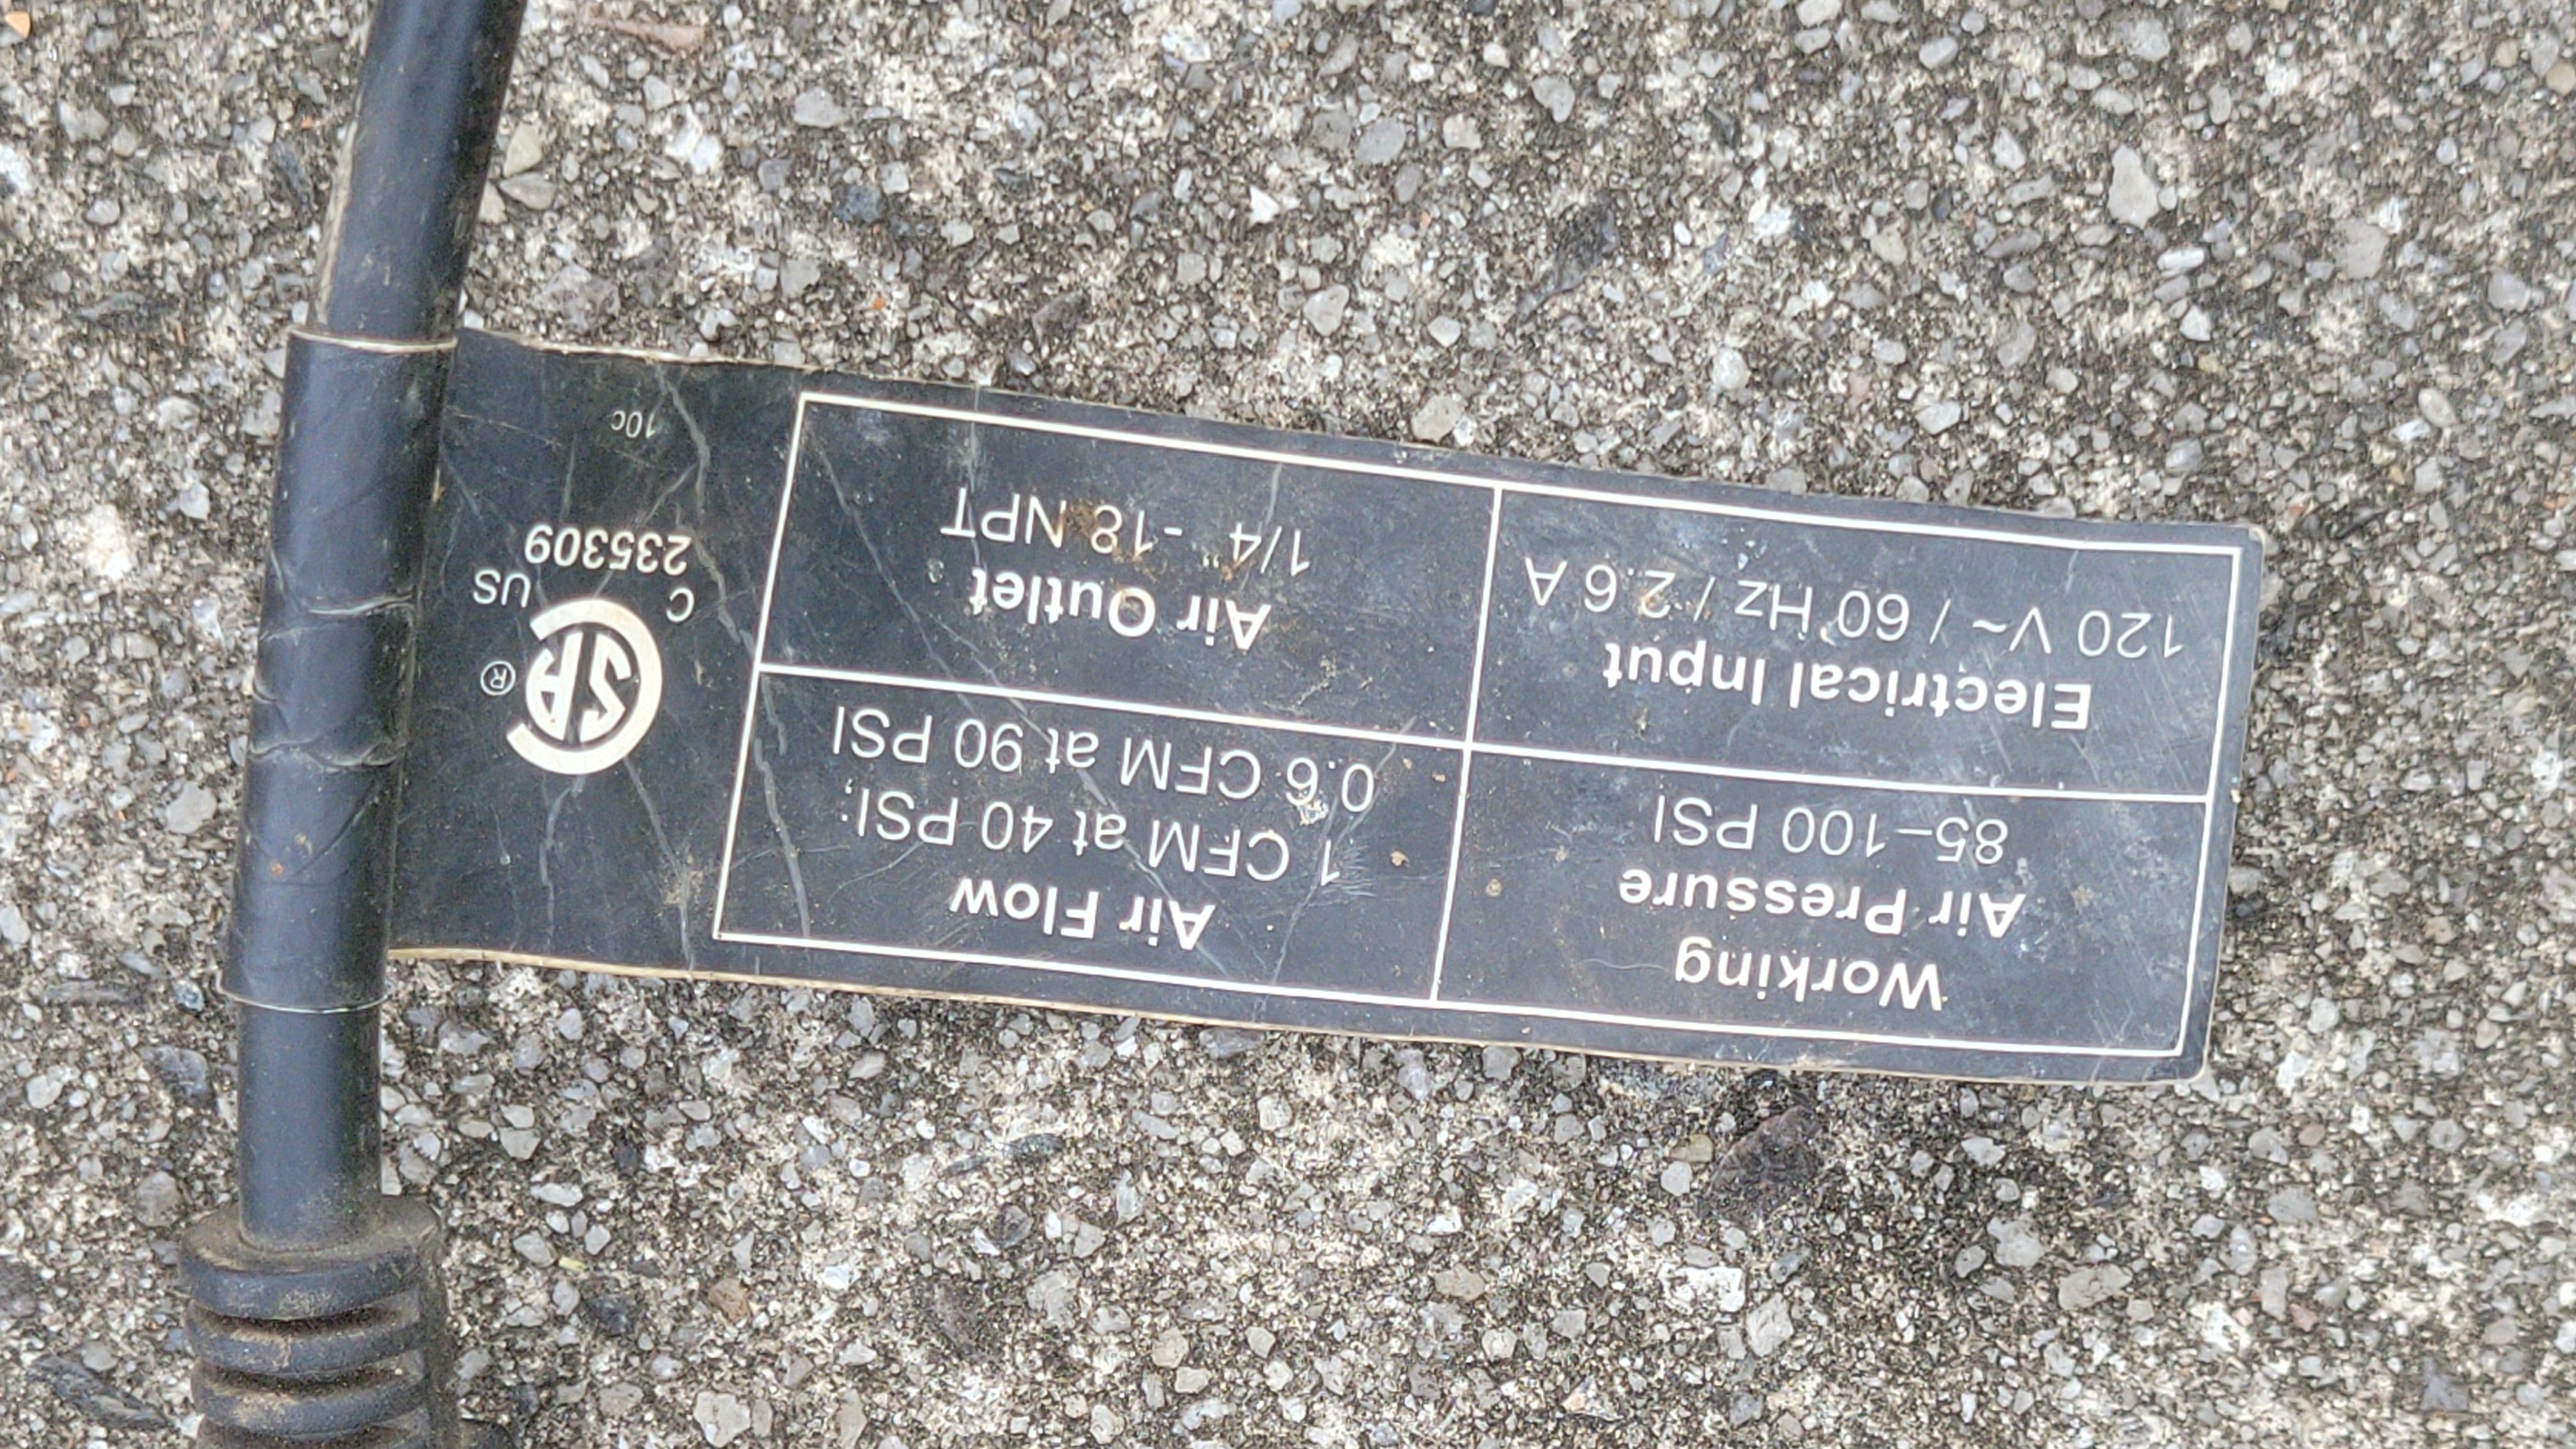 Working
Air Pressure
85–100 PSI
Air Flow
1 CFM at 40 PSI;
0.6 CFM at 90 PSI
Electrical Input
120 V~ / 60 Hz / 2.6 A
Air Outlet
1/4" -18 NPT
SA ®
C US
235309
10c